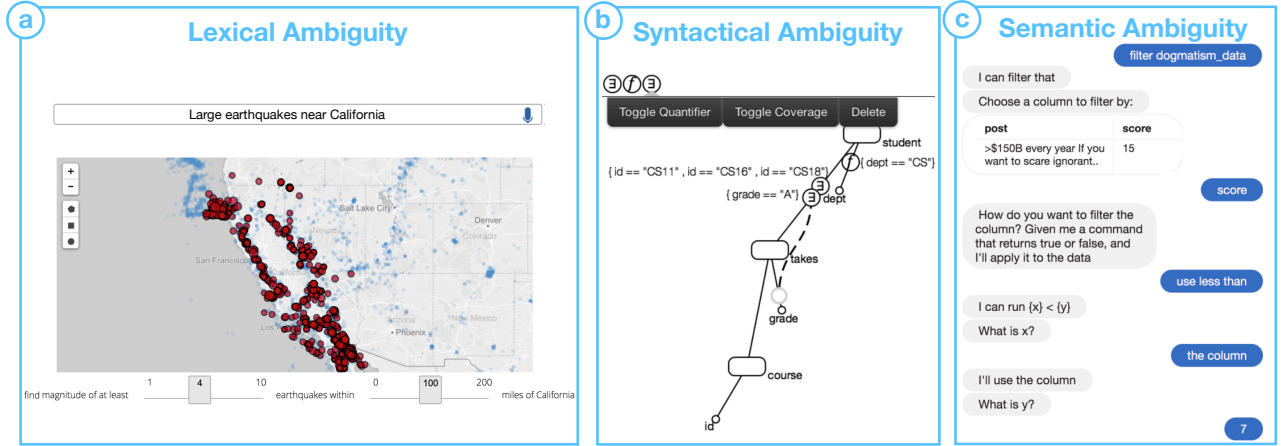 a
Lexical Ambiguity
Large earthquakes near California
+
−
Salt Lake City
Nevada
Denver
Colorado
San Francisco
California
Los
Arizona
Phoenix
New Mexico
1
4
10
0
100
200
find magnitude of at least
earthquakes within
miles of California
b
Syntactical Ambiguity
∃ f ∃
Toggle Quantifier
Toggle Coverage
Delete
student
f
{ dept == "CS"}
{ id == "CS11" , id == "CS16" , id == "CS18"}
∃
{ grade == "A"}
∃
dept
takes
grade
course
id
c
Semantic Ambiguity
filter dogmatism_data
I can filter that
Choose a column to filter by:
post score
>$150B every year If you 15
want to scare ignorant..
score
How do you want to filter the
column? Given me a command
that returns true or false, and
I'll apply it to the data
use less than
I can run {x} < {y}
What is x?
the column
I'll use the column
What is y?
7